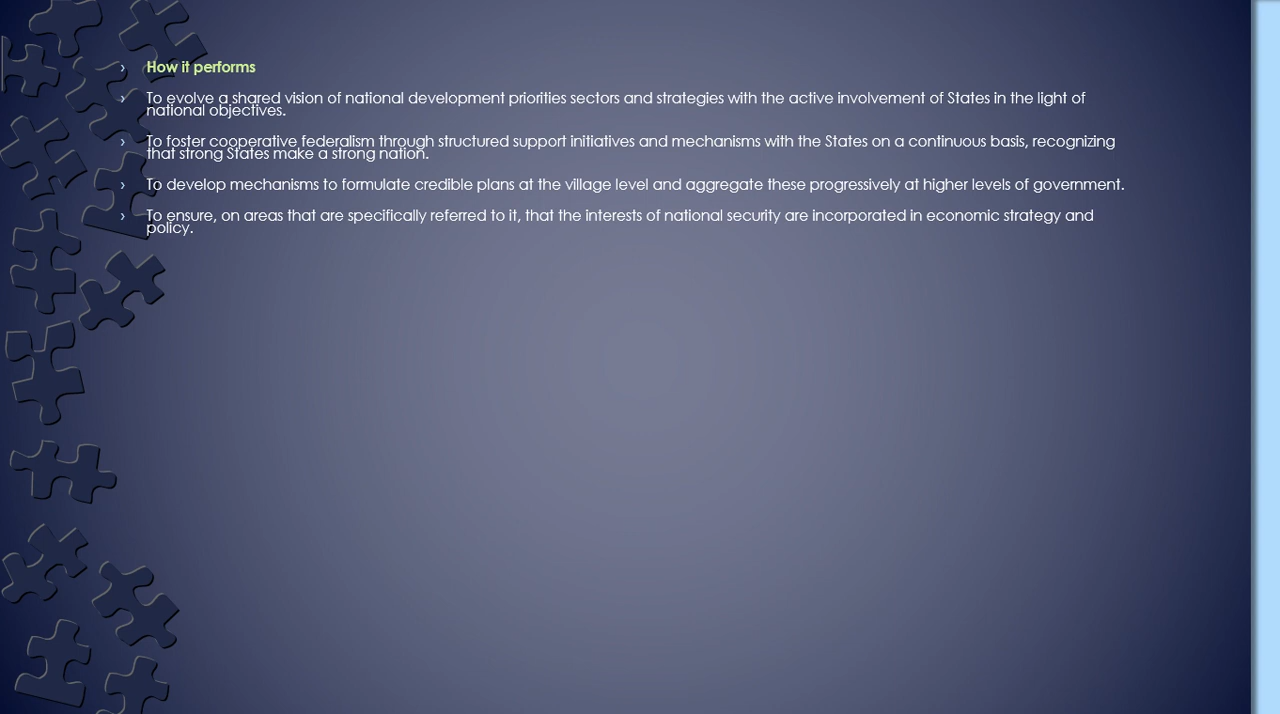 › How it performs
› To evolve a shared vision of national development priorities sectors and strategies with the active involvement of States in the light of
national objectives.
› To foster cooperative federalism through structured support initiatives and mechanisms with the States on a continuous basis, recognizing
that strong States make a strong nation.
› To develop mechanisms to formulate credible plans at the village level and aggregate these progressively at higher levels of government.
› To ensure, on areas that are specifically referred to it, that the interests of national security are incorporated in economic strategy and
policy.